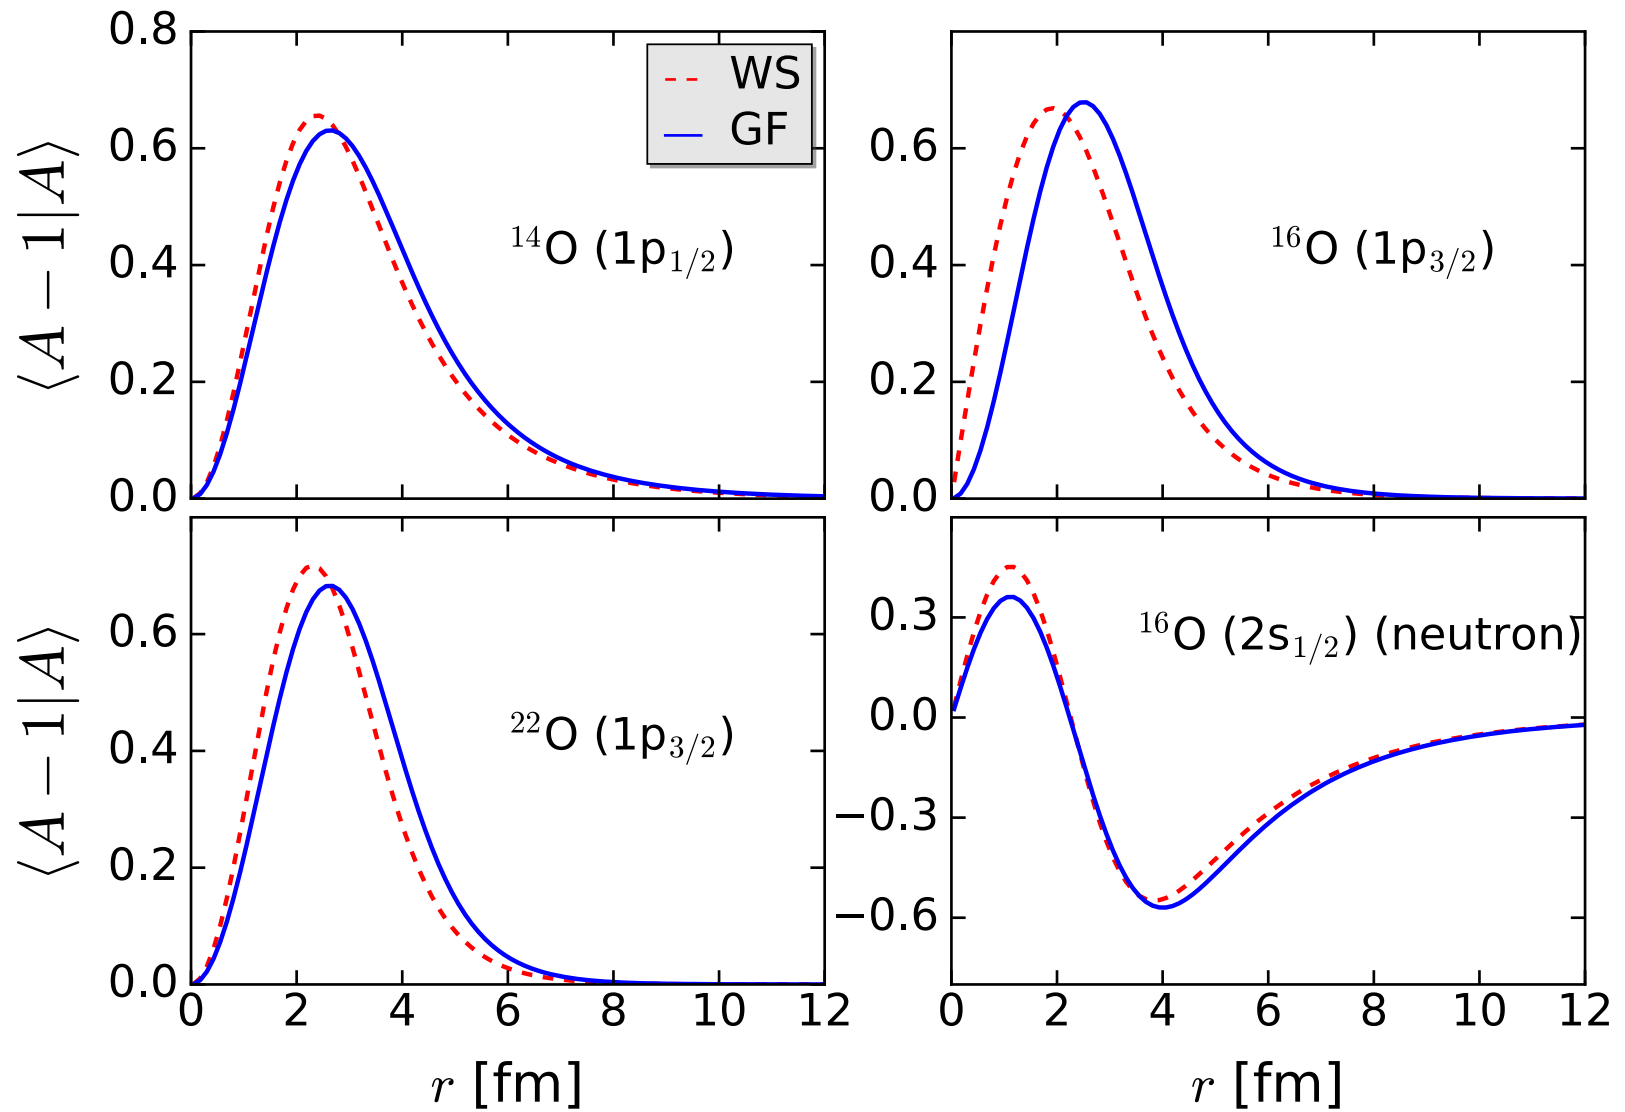 0.8
0.6
0.4
0.2
0.0
⟨A − 1|A⟩
WS
GF
¹⁴O (1p₁/₂)
0.6
0.4
0.2
0.0
¹⁶O (1p₃/₂)
0.6
0.4
0.2
0.0
⟨A − 1|A⟩
²²O (1p₃/₂)
0 2 4 6 8 10 12
r [fm]
0.3
0.0
−0.3
−0.6
¹⁶O (2s₁/₂) (neutron)
0 2 4 6 8 10 12
r [fm]